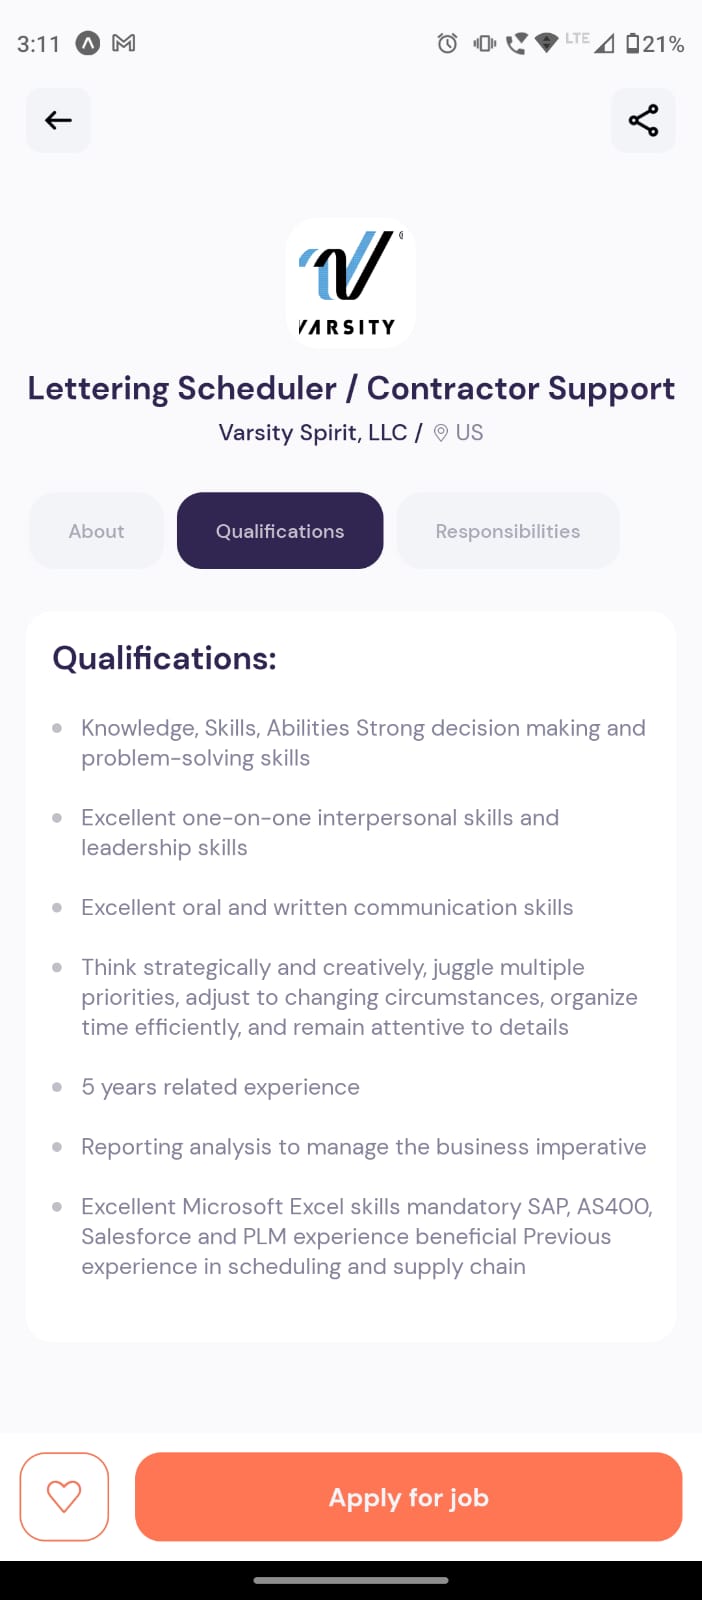 3:11
LTE
21%
VARSITY
Lettering Scheduler / Contractor Support
Varsity Spirit, LLC / US
About
Qualifications
Responsibilities
Qualifications:
Knowledge, Skills, Abilities Strong decision making and
problem-solving skills
Excellent one-on-one interpersonal skills and
leadership skills
Excellent oral and written communication skills
Think strategically and creatively, juggle multiple
priorities, adjust to changing circumstances, organize
time efficiently, and remain attentive to details
5 years related experience
Reporting analysis to manage the business imperative
Excellent Microsoft Excel skills mandatory SAP, AS400,
Salesforce and PLM experience beneficial Previous
experience in scheduling and supply chain
Apply for job